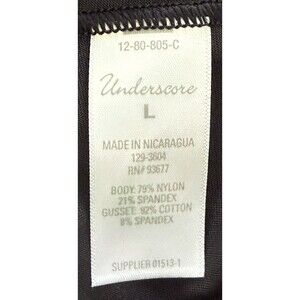 12-80-805-C
Underscore
L
MADE IN NICARAGUA
129-3604
RN# 93677
BODY: 79% NYLON
21% SPANDEX
GUSSET: 92% COTTON
8% SPANDEX
SUPPLIER 01513-1